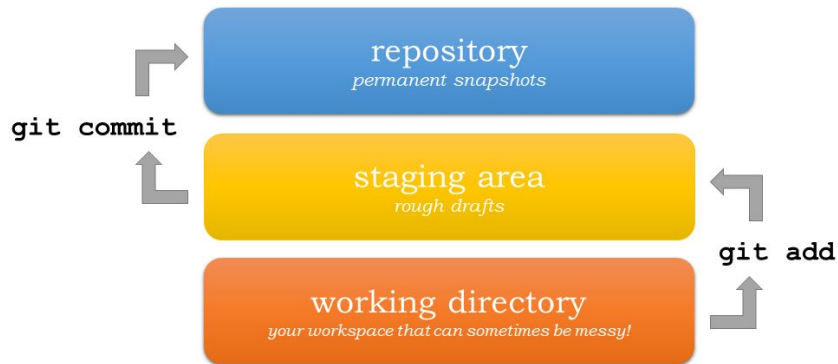 repository
permanent snapshots
git commit
staging area
rough drafts
git add
working directory
your workspace that can sometimes be messy!